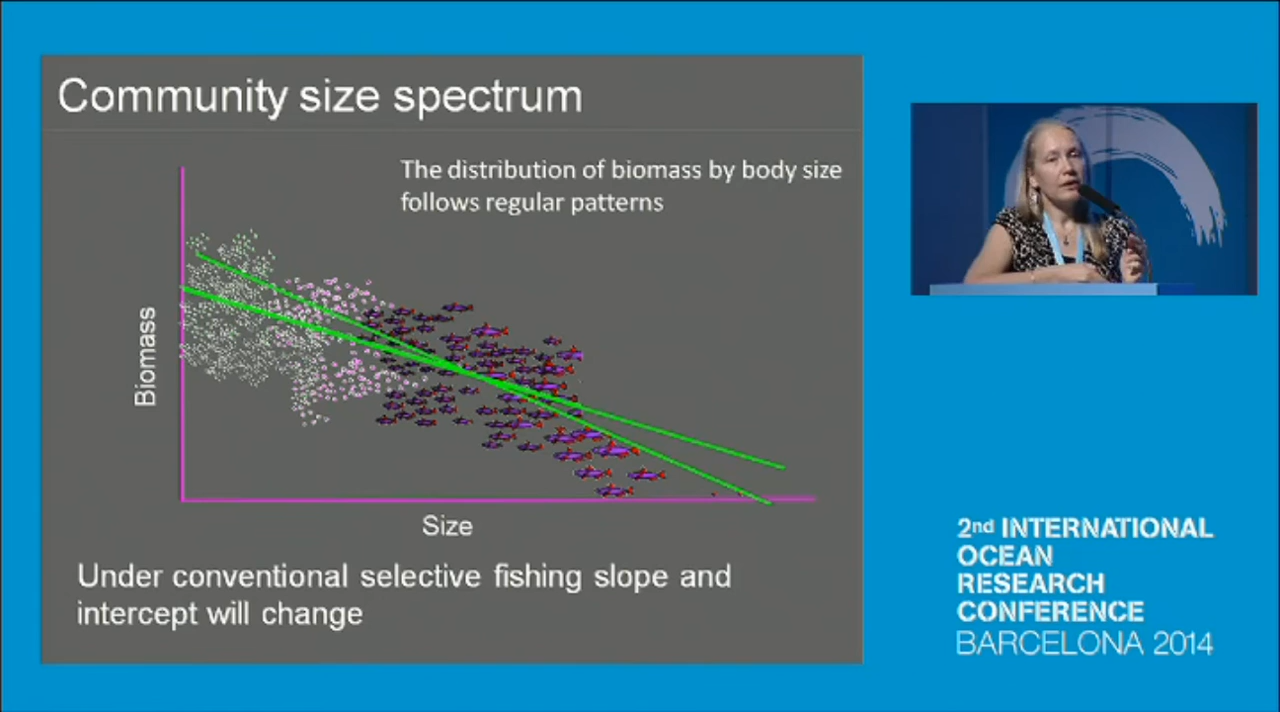 Community size spectrum
The distribution of biomass by body size
follows regular patterns
Biomass
Size
Under conventional selective fishing slope and
intercept will change
2nd INTERNATIONAL
OCEAN
RESEARCH
CONFERENCE
BARCELONA 2014